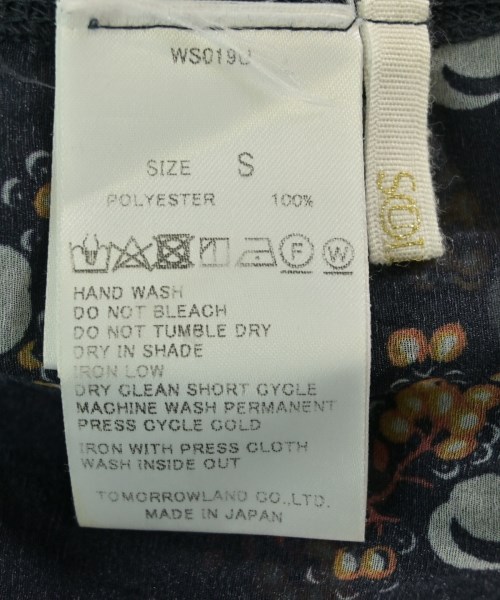 WS019U
SIZE S
POLYESTER 100%
F W
HAND WASH
DO NOT BLEACH
DO NOT TUMBLE DRY
DRY IN SHADE
IRON LOW
DRY CLEAN SHORT CYCLE
MACHINE WASH PERMANENT
PRESS CYCLE COLD
IRON WITH PRESS CLOTH
WASH INSIDE OUT
TOMORROWLAND CO.,LTD.
MADE IN JAPAN